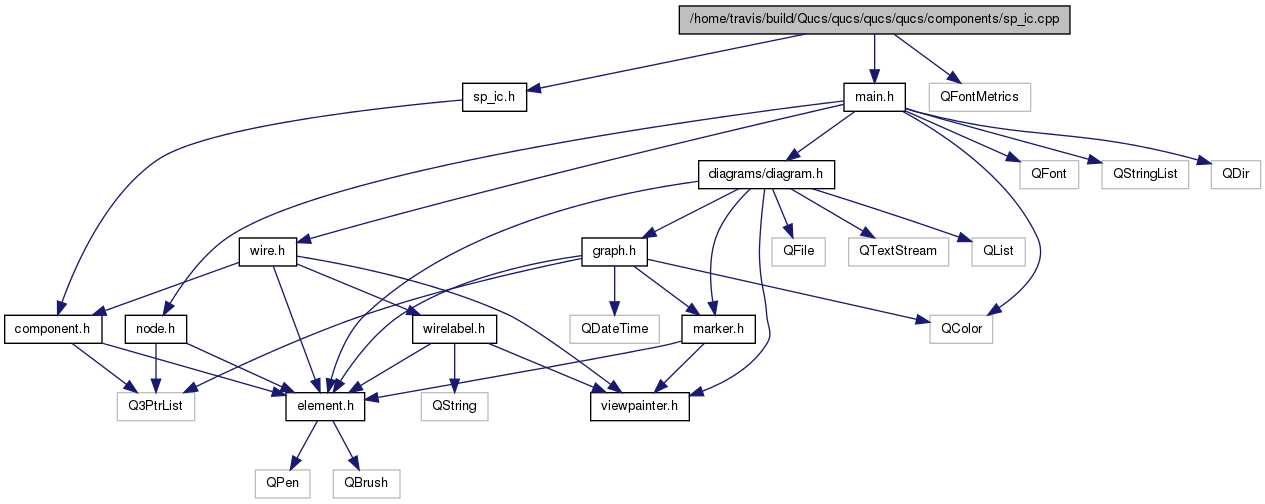 /home/travis/build/Qucs/qucs/qucs/qucs/components/sp_ic.cpp
sp_ic.h
main.h
QFontMetrics
diagrams/diagram.h
QFont
QStringList
QDir
wire.h
graph.h
QFile
QTextStream
QList
component.h
node.h
wirelabel.h
QDateTime
marker.h
QColor
Q3PtrList
element.h
QString
viewpainter.h
QPen
QBrush